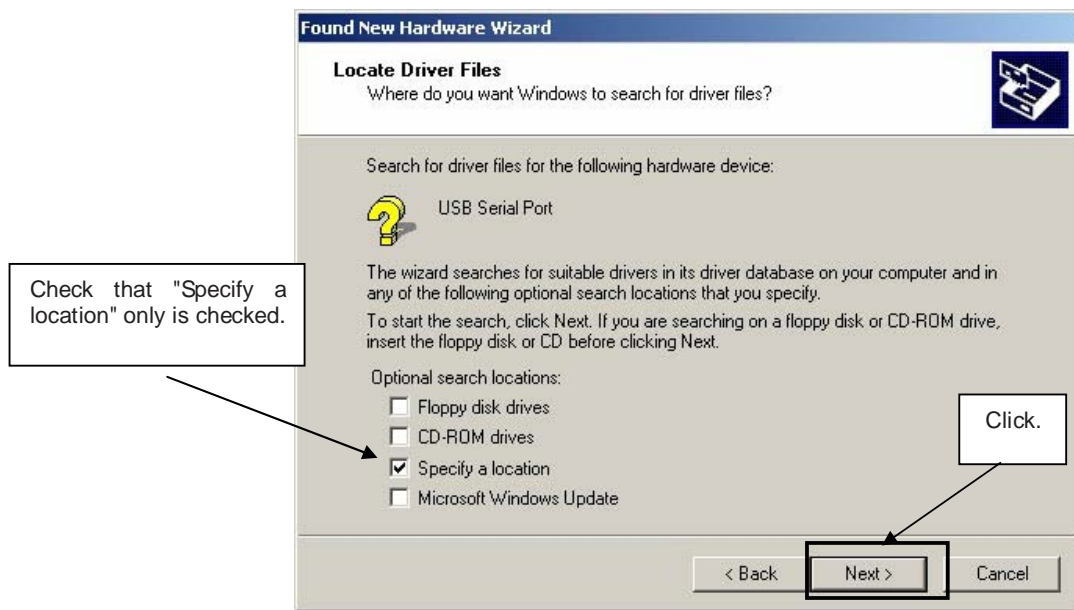 Found New Hardware Wizard
Locate Driver Files
Where do you want Windows to search for driver files?
Search for driver files for the following hardware device:
USB Serial Port
The wizard searches for suitable drivers in its driver database on your computer and in
any of the following optional search locations that you specify.
To start the search, click Next. If you are searching on a floppy disk or CD-ROM drive,
insert the floppy disk or CD before clicking Next.
Check that "Specify a
location" only is checked.
Optional search locations:
Floppy disk drives
CD-ROM drives
Specify a location
Microsoft Windows Update
Click.
< Back
Next >
Cancel